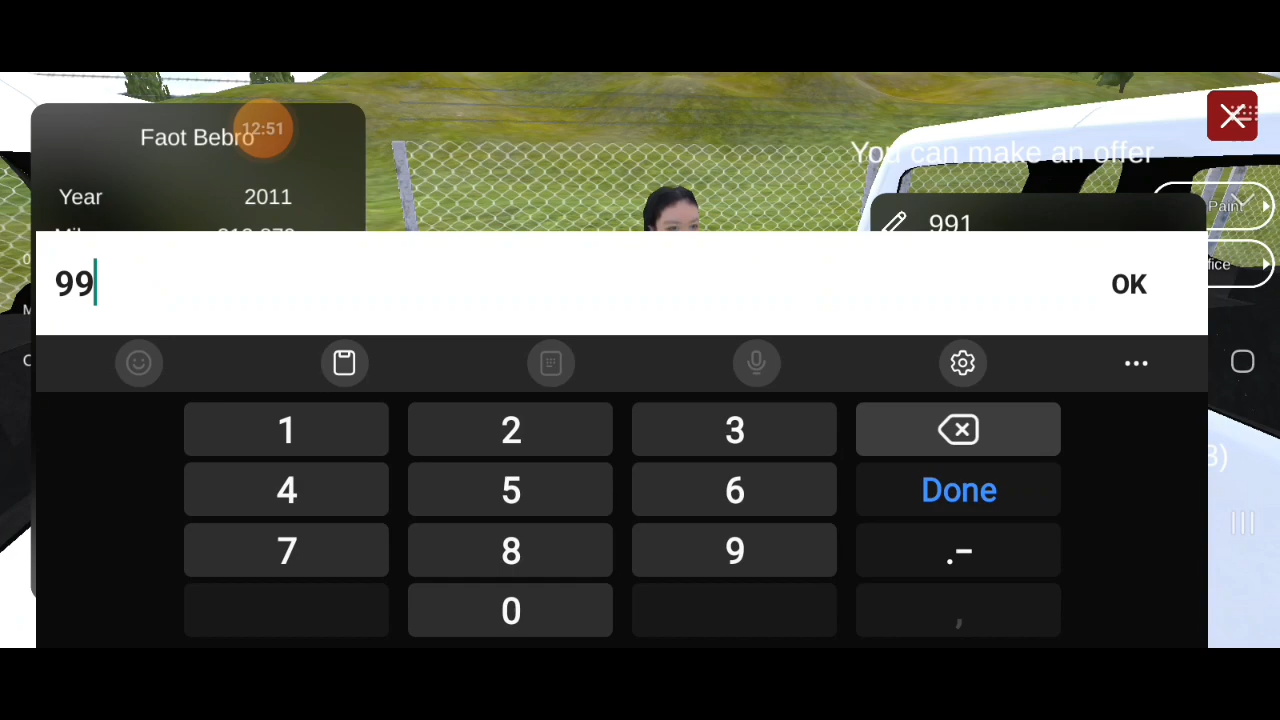 Faot Bebro
12:51
You can make an offer
Year 2011
991
Paint
99
OK
1 2 3
4 5 6 Done
7 8 9 .-
0 ,